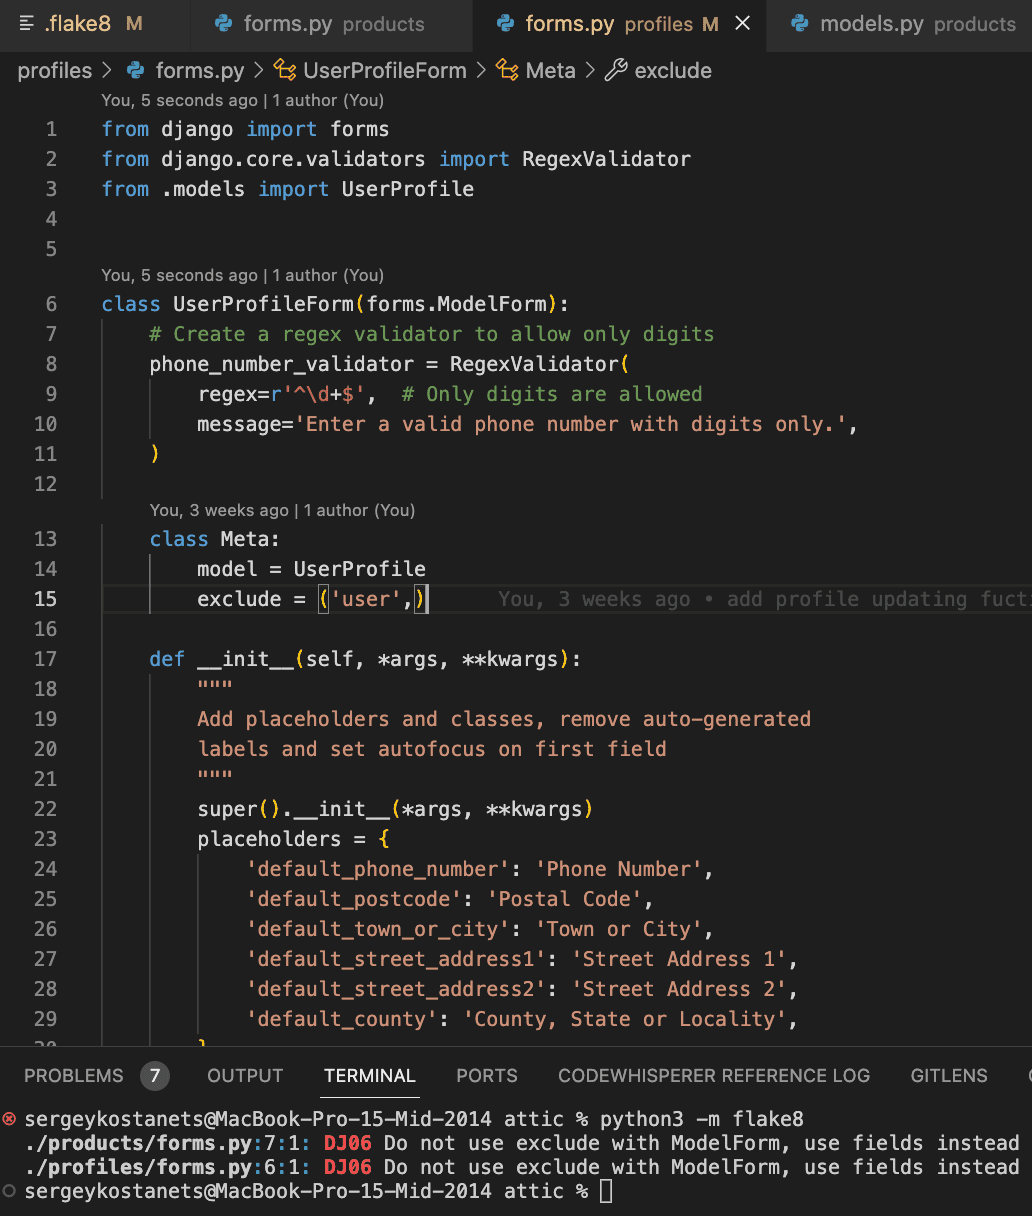 .flake8 M forms.py products forms.py profiles M × models.py products
profiles > forms.py > UserProfileForm > Meta > exclude
You, 5 seconds ago | 1 author (You)
1 from django import forms
2 from django.core.validators import RegexValidator
3 from .models import UserProfile
4
5
You, 5 seconds ago | 1 author (You)
6 class UserProfileForm(forms.ModelForm):
7 # Create a regex validator to allow only digits
8 phone_number_validator = RegexValidator(
9 regex=r'^\d+$',  # Only digits are allowed
10 message='Enter a valid phone number with digits only.',
11 )
12
You, 3 weeks ago | 1 author (You)
13 class Meta:
14 model = UserProfile
15 exclude = ('user',) You, 3 weeks ago • add profile updating fucti
16
17 def __init__(self, *args, **kwargs):
18 """
19 Add placeholders and classes, remove auto-generated
20 labels and set autofocus on first field
21 """
22 super().__init__(*args, **kwargs)
23 placeholders = {
24 'default_phone_number': 'Phone Number',
25 'default_postcode': 'Postal Code',
26 'default_town_or_city': 'Town or City',
27 'default_street_address1': 'Street Address 1',
28 'default_street_address2': 'Street Address 2',
29 'default_county': 'County, State or Locality',
30 }
PROBLEMS 7 OUTPUT TERMINAL PORTS CODEWHISPERER REFERENCE LOG GITLENS
sergeykostanets@MacBook-Pro-15-Mid-2014 attic % python3 -m flake8
./products/forms.py:7:1: DJ06 Do not use exclude with ModelForm, use fields instead
./profiles/forms.py:6:1: DJ06 Do not use exclude with ModelForm, use fields instead
sergeykostanets@MacBook-Pro-15-Mid-2014 attic %